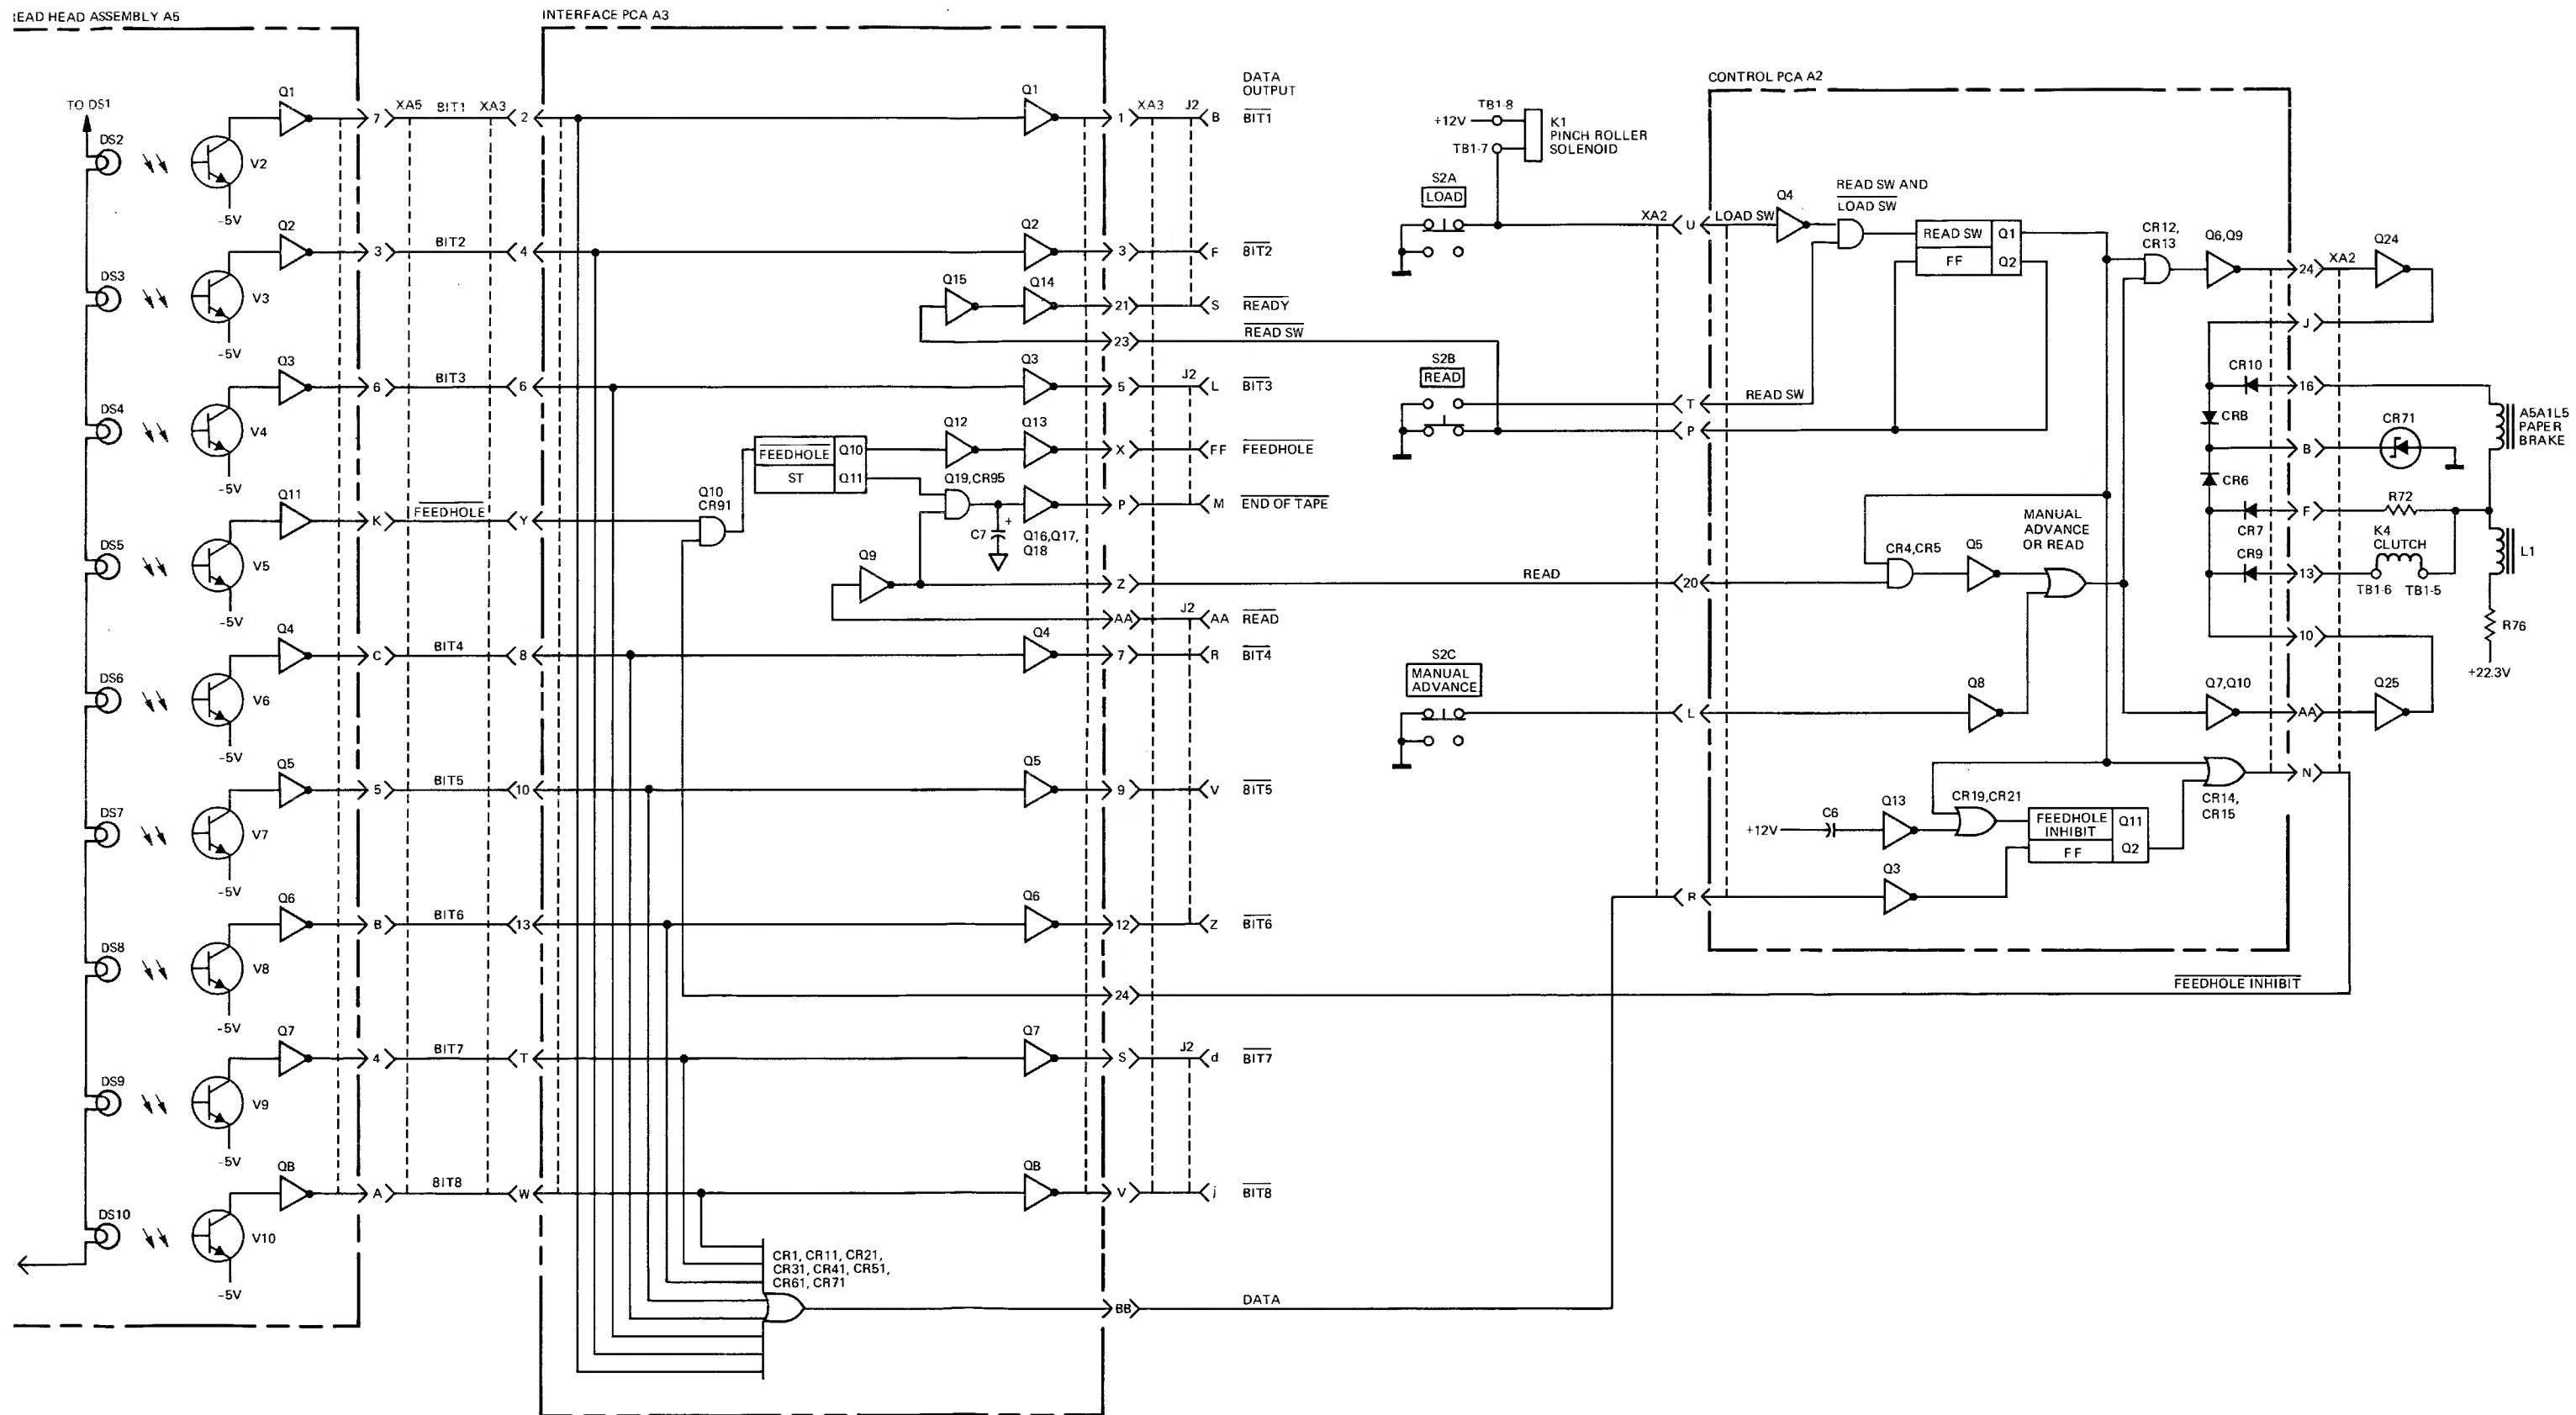 EAD HEAD ASSEMBLY A5
TO DS1
DS2
V2
-5V
Q1
7
XA5
BIT1
XA3
2
DS3
V3
-5V
Q2
3
BIT2
4
DS4
V4
-5V
Q3
6
BIT3
6
DS5
V5
-5V
Q11
K
FEEDHOLE
Y
DS6
V6
-5V
Q4
C
BIT4
8
DS7
V7
-5V
Q5
5
BIT5
10
DS8
V8
-5V
Q6
B
BIT6
13
DS9
V9
-5V
Q7
4
BIT7
T
DS10
V10
-5V
Q8
A
BIT8
W
INTERFACE PCA A3
Q1
1
XA3
J2
B
DATA
OUTPUT
BIT1
Q2
3
F
BIT2
Q15
Q14
21
S
READY
23
READ SW
Q3
5
J2
L
BIT3
FEEDHOLE
ST
Q10
Q11
Q12
Q13
X
FF
FEEDHOLE
Q10
CR91
Q19,CR95
C7
+
Q16,Q17,
Q18
P
M
END OF TAPE
Q9
Z
READ
AA
J2
AA
READ
Q4
7
R
BIT4
Q5
9
V
BIT5
Q6
12
Z
BIT6
24
FEEDHOLE INHIBIT
Q7
S
J2
d
BIT7
Q8
V
j
BIT8
CR1, CR11, CR21,
CR31, CR41, CR51,
CR61, CR71
BB
DATA
TB1-8
+12V
TB1-7
K1
PINCH ROLLER
SOLENOID
S2A
LOAD
S2B
READ
S2C
MANUAL
ADVANCE
CONTROL PCA A2
XA2
U
LOAD SW
Q4
READ SW AND
LOAD SW
READ SW
FF
Q1
Q2
T
READ SW
P
20
L
R
CR12,
CR13
Q6,Q9
24
XA2
Q24
J
CR10
16
CR8
B
CR71
CR6
CR7
F
R72
CR9
13
K4
CLUTCH
TB1-6
TB1-5
A5A1L5
PAPER
BRAKE
L1
R76
+22.3V
10
CR4,CR5
Q5
MANUAL
ADVANCE
OR READ
Q8
Q7,Q10
AA
Q25
N
CR14,
CR15
+12V
C6
Q13
CR19,CR21
FEEDHOLE
INHIBIT
FF
Q11
Q2
Q3